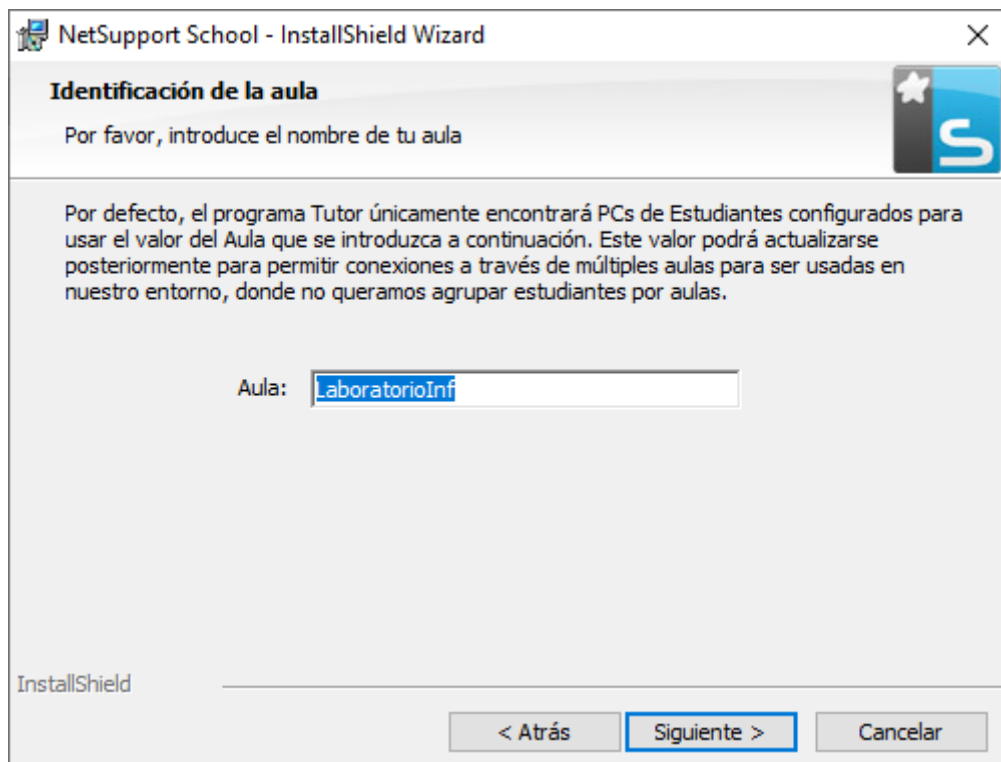 NetSupport School - InstallShield Wizard
Identificación de la aula
Por favor, introduce el nombre de tu aula
S
Por defecto, el programa Tutor únicamente encontrará PCs de Estudiantes configurados para
usar el valor del Aula que se introduzca a continuación. Este valor podrá actualizarse
posteriormente para permitir conexiones a través de múltiples aulas para ser usadas en
nuestro entorno, donde no queramos agrupar estudiantes por aulas.
Aula: LaboratorioInf
InstallShield
< Atrás Siguiente > Cancelar